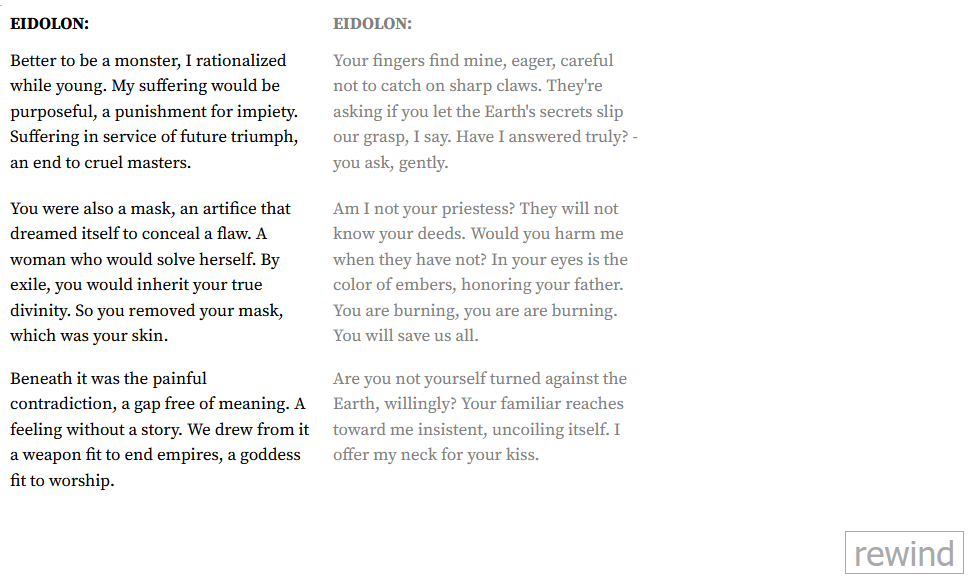 EIDOLON:
Better to be a monster, I rationalized
while young. My suffering would be
purposeful, a punishment for impiety.
Suffering in service of future triumph,
an end to cruel masters.
You were also a mask, an artifice that
dreamed itself to conceal a flaw. A
woman who would solve herself. By
exile, you would inherit your true
divinity. So you removed your mask,
which was your skin.
Beneath it was the painful
contradiction, a gap free of meaning. A
feeling without a story. We drew from it
a weapon fit to end empires, a goddess
fit to worship.
EIDOLON:
Your fingers find mine, eager, careful
not to catch on sharp claws. They're
asking if you let the Earth's secrets slip
our grasp, I say. Have I answered truly? -
you ask, gently.
Am I not your priestess? They will not
know your deeds. Would you harm me
when they have not? In your eyes is the
color of embers, honoring your father.
You are burning, you are are burning.
You will save us all.
Are you not yourself turned against the
Earth, willingly? Your familiar reaches
toward me insistent, uncoiling itself. I
offer my neck for your kiss.
rewind